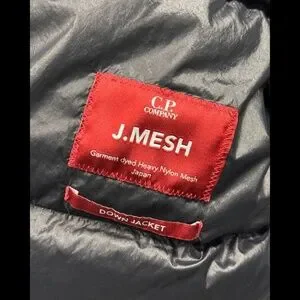 C.P.
COMPANY
J.MESH
Garment dyed Heavy Nylon Mesh
Japan
DOWN JACKET